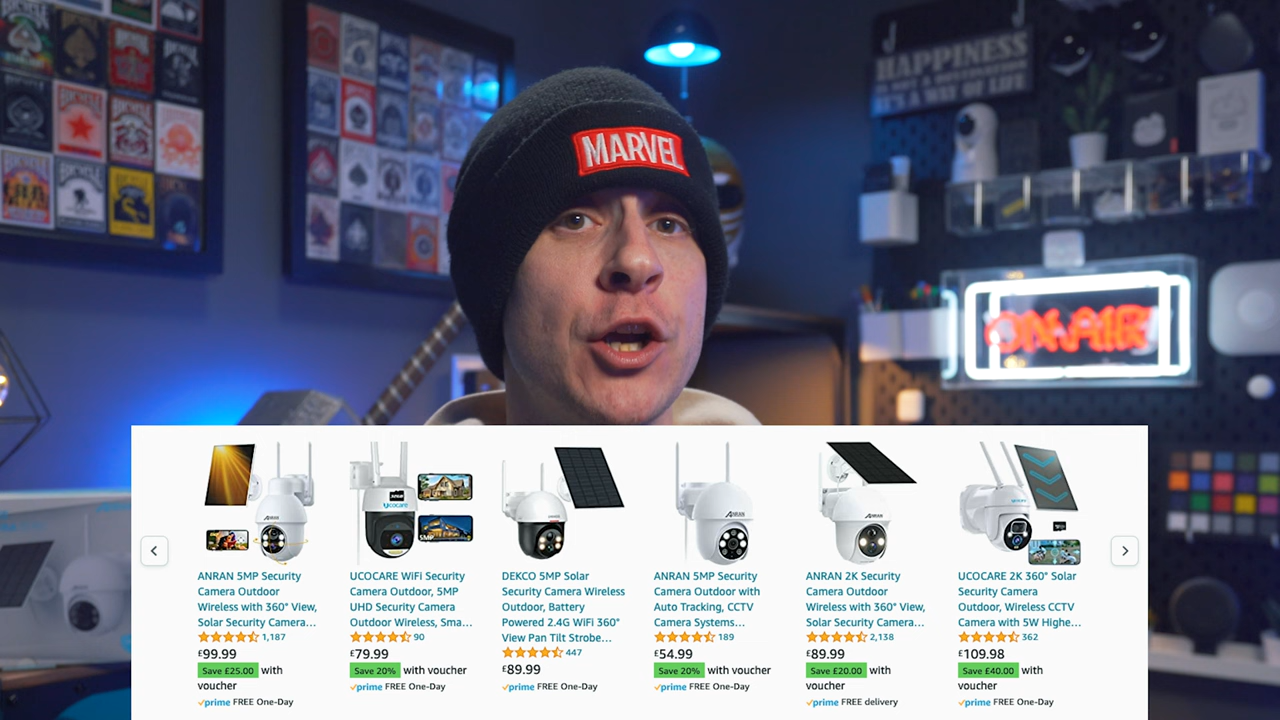 HAPPINESS
IT'S A WAY OF LIFE
MARVEL
ON-AIR
ANRAN 5MP Security
Camera Outdoor
Wireless with 360° View,
Solar Security Camera...
1,187
£99.99
Save £25.00 with
voucher
prime FREE One-Day
UCOCARE WiFi Security
Camera Outdoor, 5MP
UHD Security Camera
Outdoor Wireless, Sma...
90
£79.99
Save 20% with voucher
prime FREE One-Day
DEKCO 5MP Solar
Security Camera Wireless
Outdoor, Battery
Powered 2.4G WiFi 360°
View Pan Tilt Strobe...
447
£89.99
prime FREE One-Day
ANRAN 5MP Security
Camera Outdoor with
Auto Tracking, CCTV
Camera Systems...
189
£54.99
Save 20% with voucher
prime FREE One-Day
ANRAN 2K Security
Camera Outdoor
Wireless with 360° View,
Solar Security Camera...
2,138
£89.99
Save £20.00 with
voucher
prime FREE delivery
UCOCARE 2K 360° Solar
Security Camera
Outdoor, Wireless CCTV
Camera with 5W Highe...
362
£109.98
Save £40.00 with
voucher
prime FREE One-Day